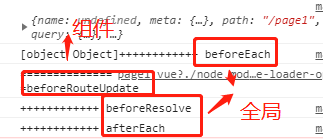 {name: undefined, meta: {…}, path: "/page1",
query: {…}, …}
组件
[object Object]++++++++++++ beforeEach
============= page1.vue?./node_mod…e-loader-o
+beforeRouteUpdate
++++++++++++ beforeResolve
全局
++++++++++++ afterEach